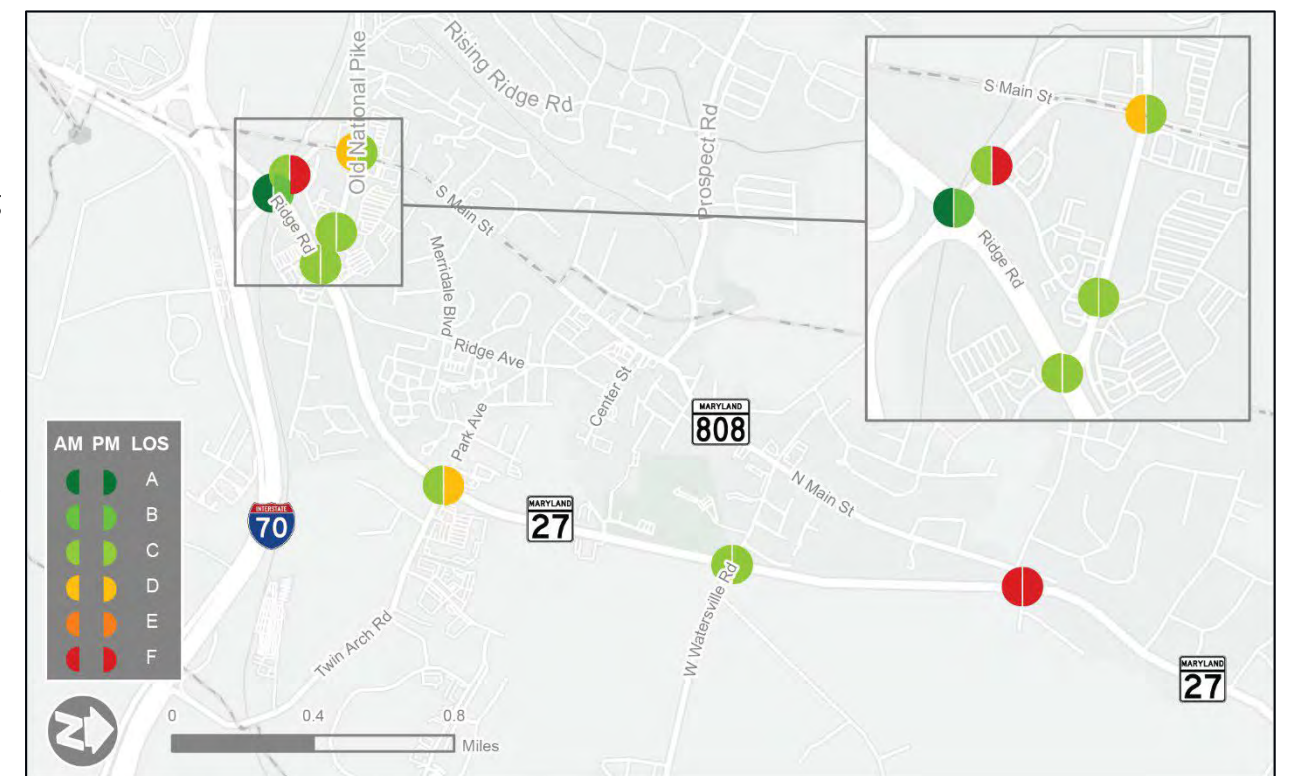 Old National Pike
Rising Ridge Rd
Prospect Rd
S Main St
Ridge Rd
S Main St
Ridge Rd
Merridale Blvd
Ridge Ave
Center St
Park Ave
MARYLAND
808
N Main St
MARYLAND
27
INTERSTATE
70
W Watersville Rd
Twin Arch Rd
MARYLAND
27
AM PM LOS
A
B
C
D
E
F
N
0 0.4 0.8
Miles